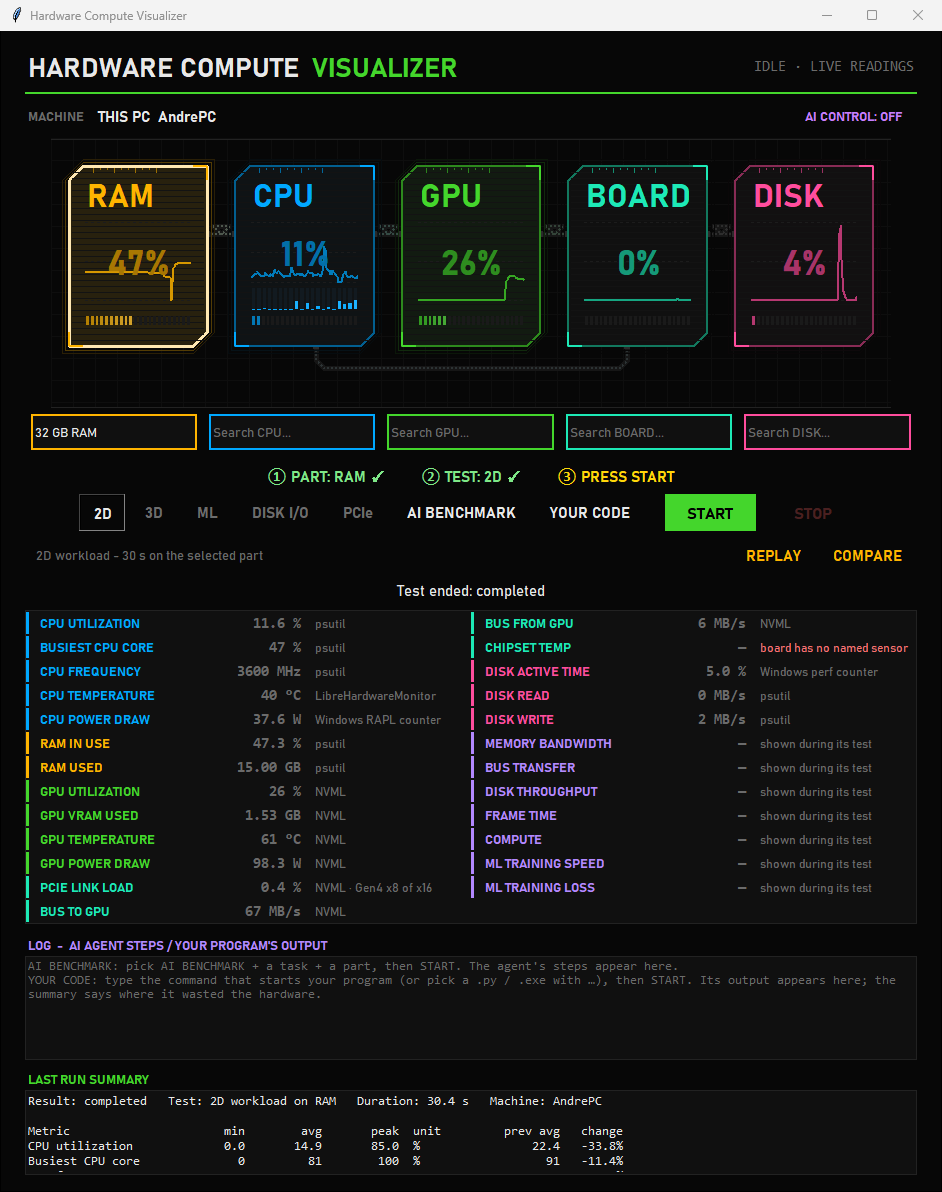 Hardware Compute Visualizer
HARDWARE COMPUTE VISUALIZER
IDLE · LIVE READINGS
MACHINE THIS PC AndrePC
AI CONTROL: OFF
RAM
47%
CPU
11%
GPU
26%
BOARD
0%
DISK
4%
32 GB RAM
Search CPU...
Search GPU...
Search BOARD...
Search DISK...
① PART: RAM ✓ ② TEST: 2D ✓ ③ PRESS START
2D 3D ML DISK I/O PCIe AI BENCHMARK YOUR CODE START STOP
2D workload - 30 s on the selected part
REPLAY COMPARE
Test ended: completed
CPU UTILIZATION 11.6 % psutil
BUSIEST CPU CORE 47 % psutil
CPU FREQUENCY 3600 MHz psutil
CPU TEMPERATURE 40 ºC LibreHardwareMonitor
CPU POWER DRAW 37.6 W Windows RAPL counter
RAM IN USE 47.3 % psutil
RAM USED 15.00 GB psutil
GPU UTILIZATION 26 % NVML
GPU VRAM USED 1.53 GB NVML
GPU TEMPERATURE 61 ºC NVML
GPU POWER DRAW 98.3 W NVML
PCIE LINK LOAD 0.4 % NVML · Gen4 x8 of x16
BUS TO GPU 67 MB/s NVML
BUS FROM GPU 6 MB/s NVML
CHIPSET TEMP — board has no named sensor
DISK ACTIVE TIME 5.0 % Windows perf counter
DISK READ 0 MB/s psutil
DISK WRITE 2 MB/s psutil
MEMORY BANDWIDTH — shown during its test
BUS TRANSFER — shown during its test
DISK THROUGHPUT — shown during its test
FRAME TIME — shown during its test
COMPUTE — shown during its test
ML TRAINING SPEED — shown during its test
ML TRAINING LOSS — shown during its test
LOG - AI AGENT STEPS / YOUR PROGRAM'S OUTPUT
AI BENCHMARK: pick AI BENCHMARK + a task + a part, then START. The agent's steps appear here.
YOUR CODE: type the command that starts your program (or pick a .py / .exe with …), then START. Its output appears here; the
summary says where it wasted the hardware.
LAST RUN SUMMARY
Result: completed Test: 2D workload on RAM Duration: 30.4 s Machine: AndrePC
Metric min avg peak unit prev avg change
CPU utilization 0.0 14.9 85.0 % 22.4 -33.8%
Busiest CPU core 0 81 100 % 91 -11.4%